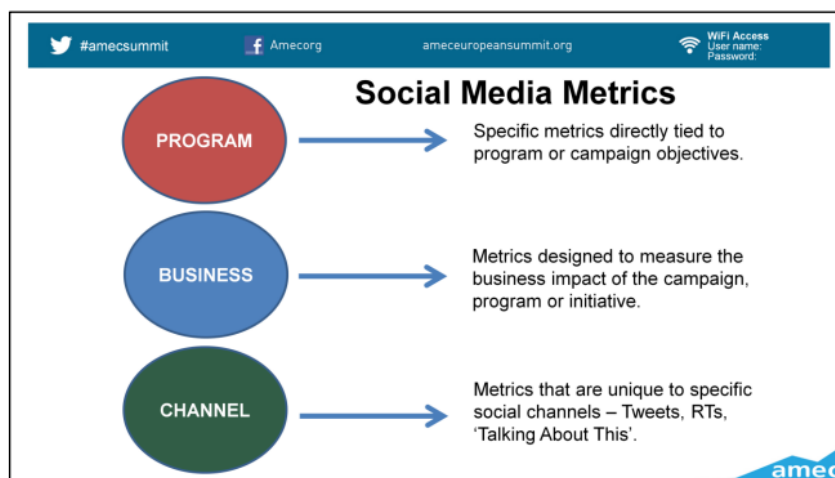 #amecsummit
Amecorg
ameceuropeansummit.org
WiFi Access
User name:
Password:
Social Media Metrics
PROGRAM
Specific metrics directly tied to
program or campaign objectives.
BUSINESS
Metrics designed to measure the
business impact of the campaign,
program or initiative.
CHANNEL
Metrics that are unique to specific
social channels – Tweets, RTs,
‘Talking About This’.
amec